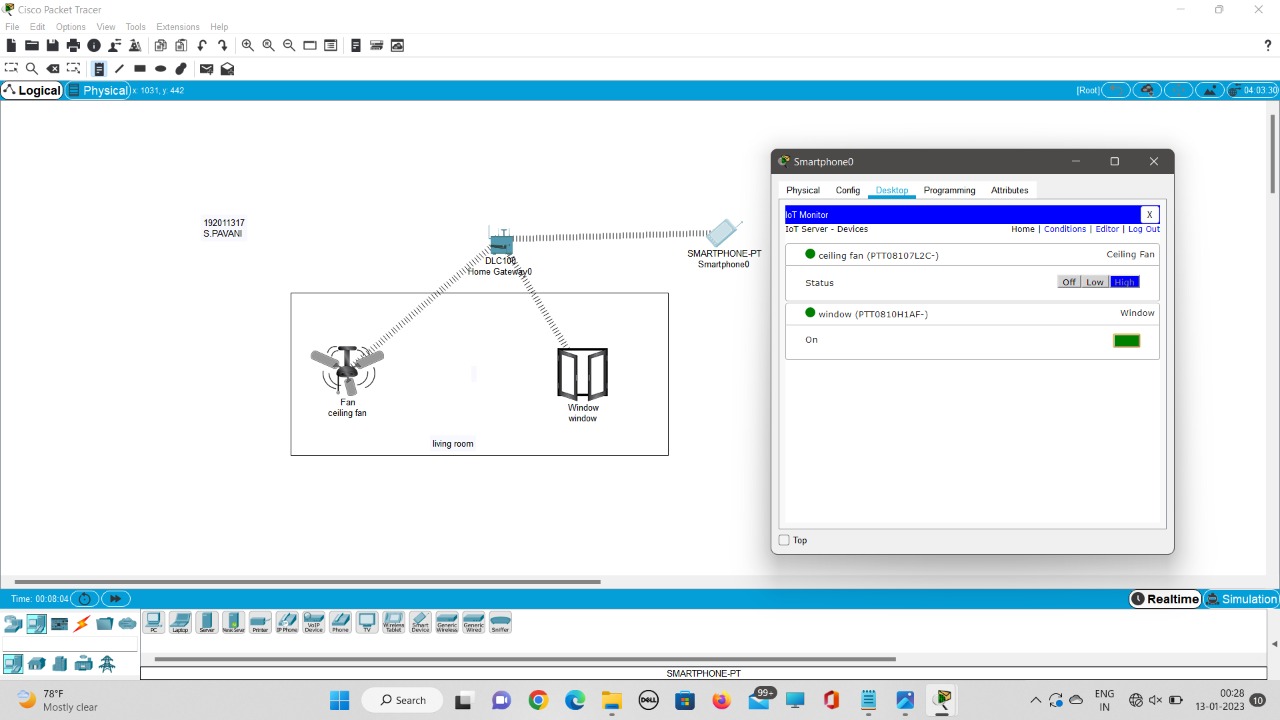 Cisco Packet Tracer
File Edit Options View Tools Extensions Help
?
Logical Physical x: 1031, y: 442 [Root] 04:03:30
192011317
S.PAVANI
DLC100
Home Gateway0
SMARTPHONE-PT
Smartphone0
Fan
ceiling fan
Window
window
living room
Smartphone0
Physical Config Desktop Programming Attributes
IoT Monitor X
IoT Server - Devices Home | Conditions | Editor | Log Out
ceiling fan (PTT08107L2C-) Ceiling Fan
Status Off Low High
window (PTT0810H1AF-) Window
On
Top
Time: 00:08:04 Realtime Simulation
PC Laptop Server Printer IP Phone VoIP Device Phone TV Wireless Tablet Smart Device Generic Wireless Generic Wired Sniffer
SMARTPHONE-PT
78°F
Mostly clear
Search
DELL
99+
ENG
IN
00:28
13-01-2023
10